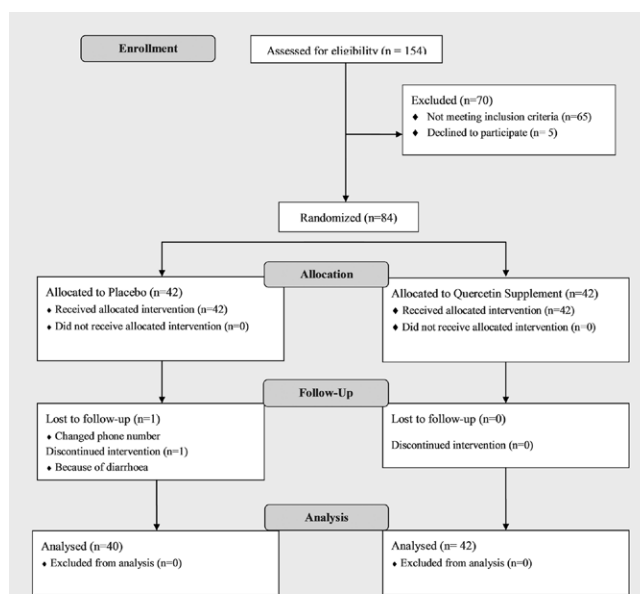 Enrollment
Assessed for eligibility (n = 154)
Excluded (n=70)
♦ Not meeting inclusion criteria (n=65)
♦ Declined to participate (n= 5)
Randomized (n=84)
Allocation
Allocated to Placebo (n=42)
♦ Received allocated intervention (n=42)
♦ Did not receive allocated intervention (n=0)
Allocated to Quercetin Supplement (n=42)
♦ Received allocated intervention (n=42)
♦ Did not receive allocated intervention (n=0)
Follow-Up
Lost to follow-up (n=1)
♦ Changed phone number
Discontinued intervention (n=1)
♦ Because of diarrhoea
Lost to follow-up (n=0)
Discontinued intervention (n=0)
Analysis
Analysed (n=40)
♦ Excluded from analysis (n=0)
Analysed (n= 42)
♦ Excluded from analysis (n=0)